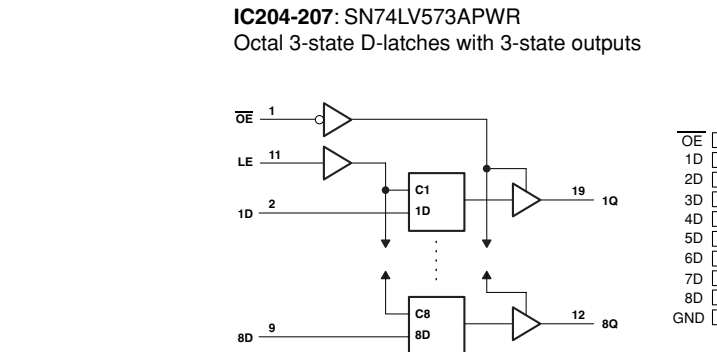 IC204-207: SN74LV573APWR
Octal 3-state D-latches with 3-state outputs
OE 1
LE 11
C1
1D 2
1D
19 1Q
C8
8D 9
8D
12 8Q
OE
1D
2D
3D
4D
5D
6D
7D
8D
GND